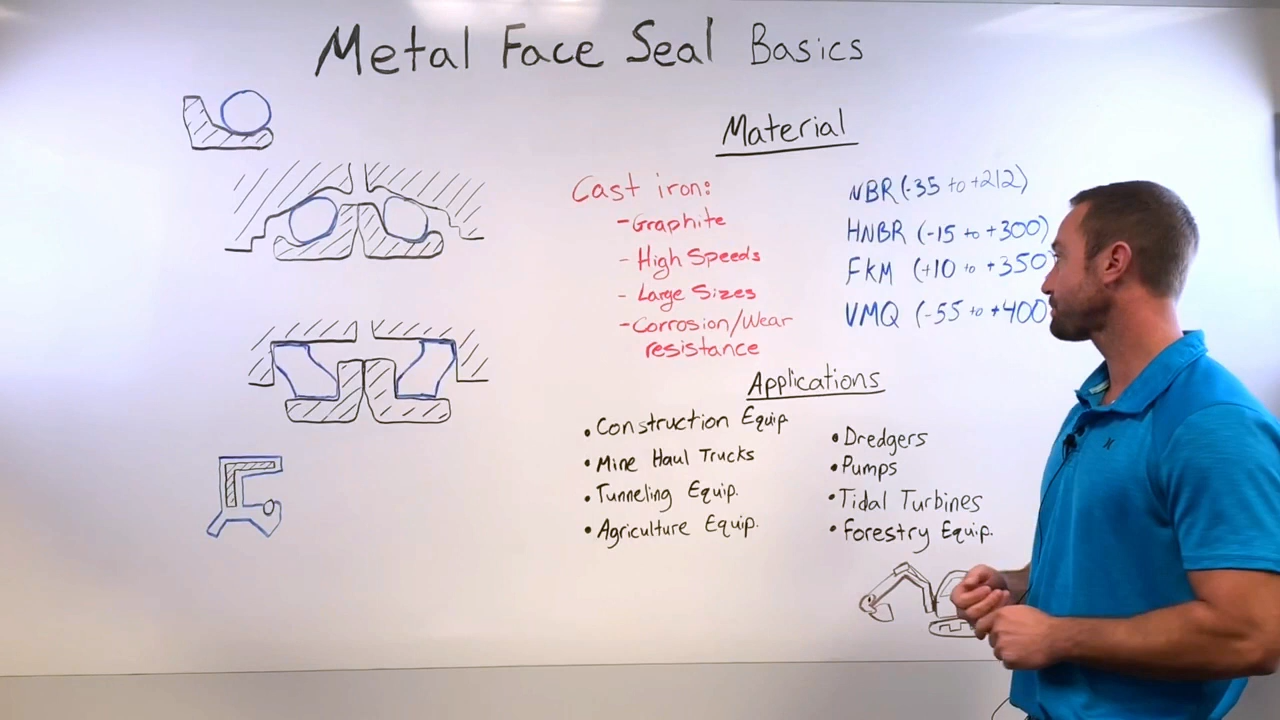 Metal Face Seal Basics
Material
Cast iron:
-Graphite
- High Speeds
- Large Sizes
-Corrosion/Wear
resistance
NBR (-35 to +212)
HNBR (-15 to +300)
FKM (+10 to +350)
VMQ (-55 to +400
Applications
• Construction Equip
• Mine Haul Trucks
• Tunneling Equip.
• Agriculture Equip.
• Dredgers
• Pumps
• Tidal Turbines
• Forestry Equip.